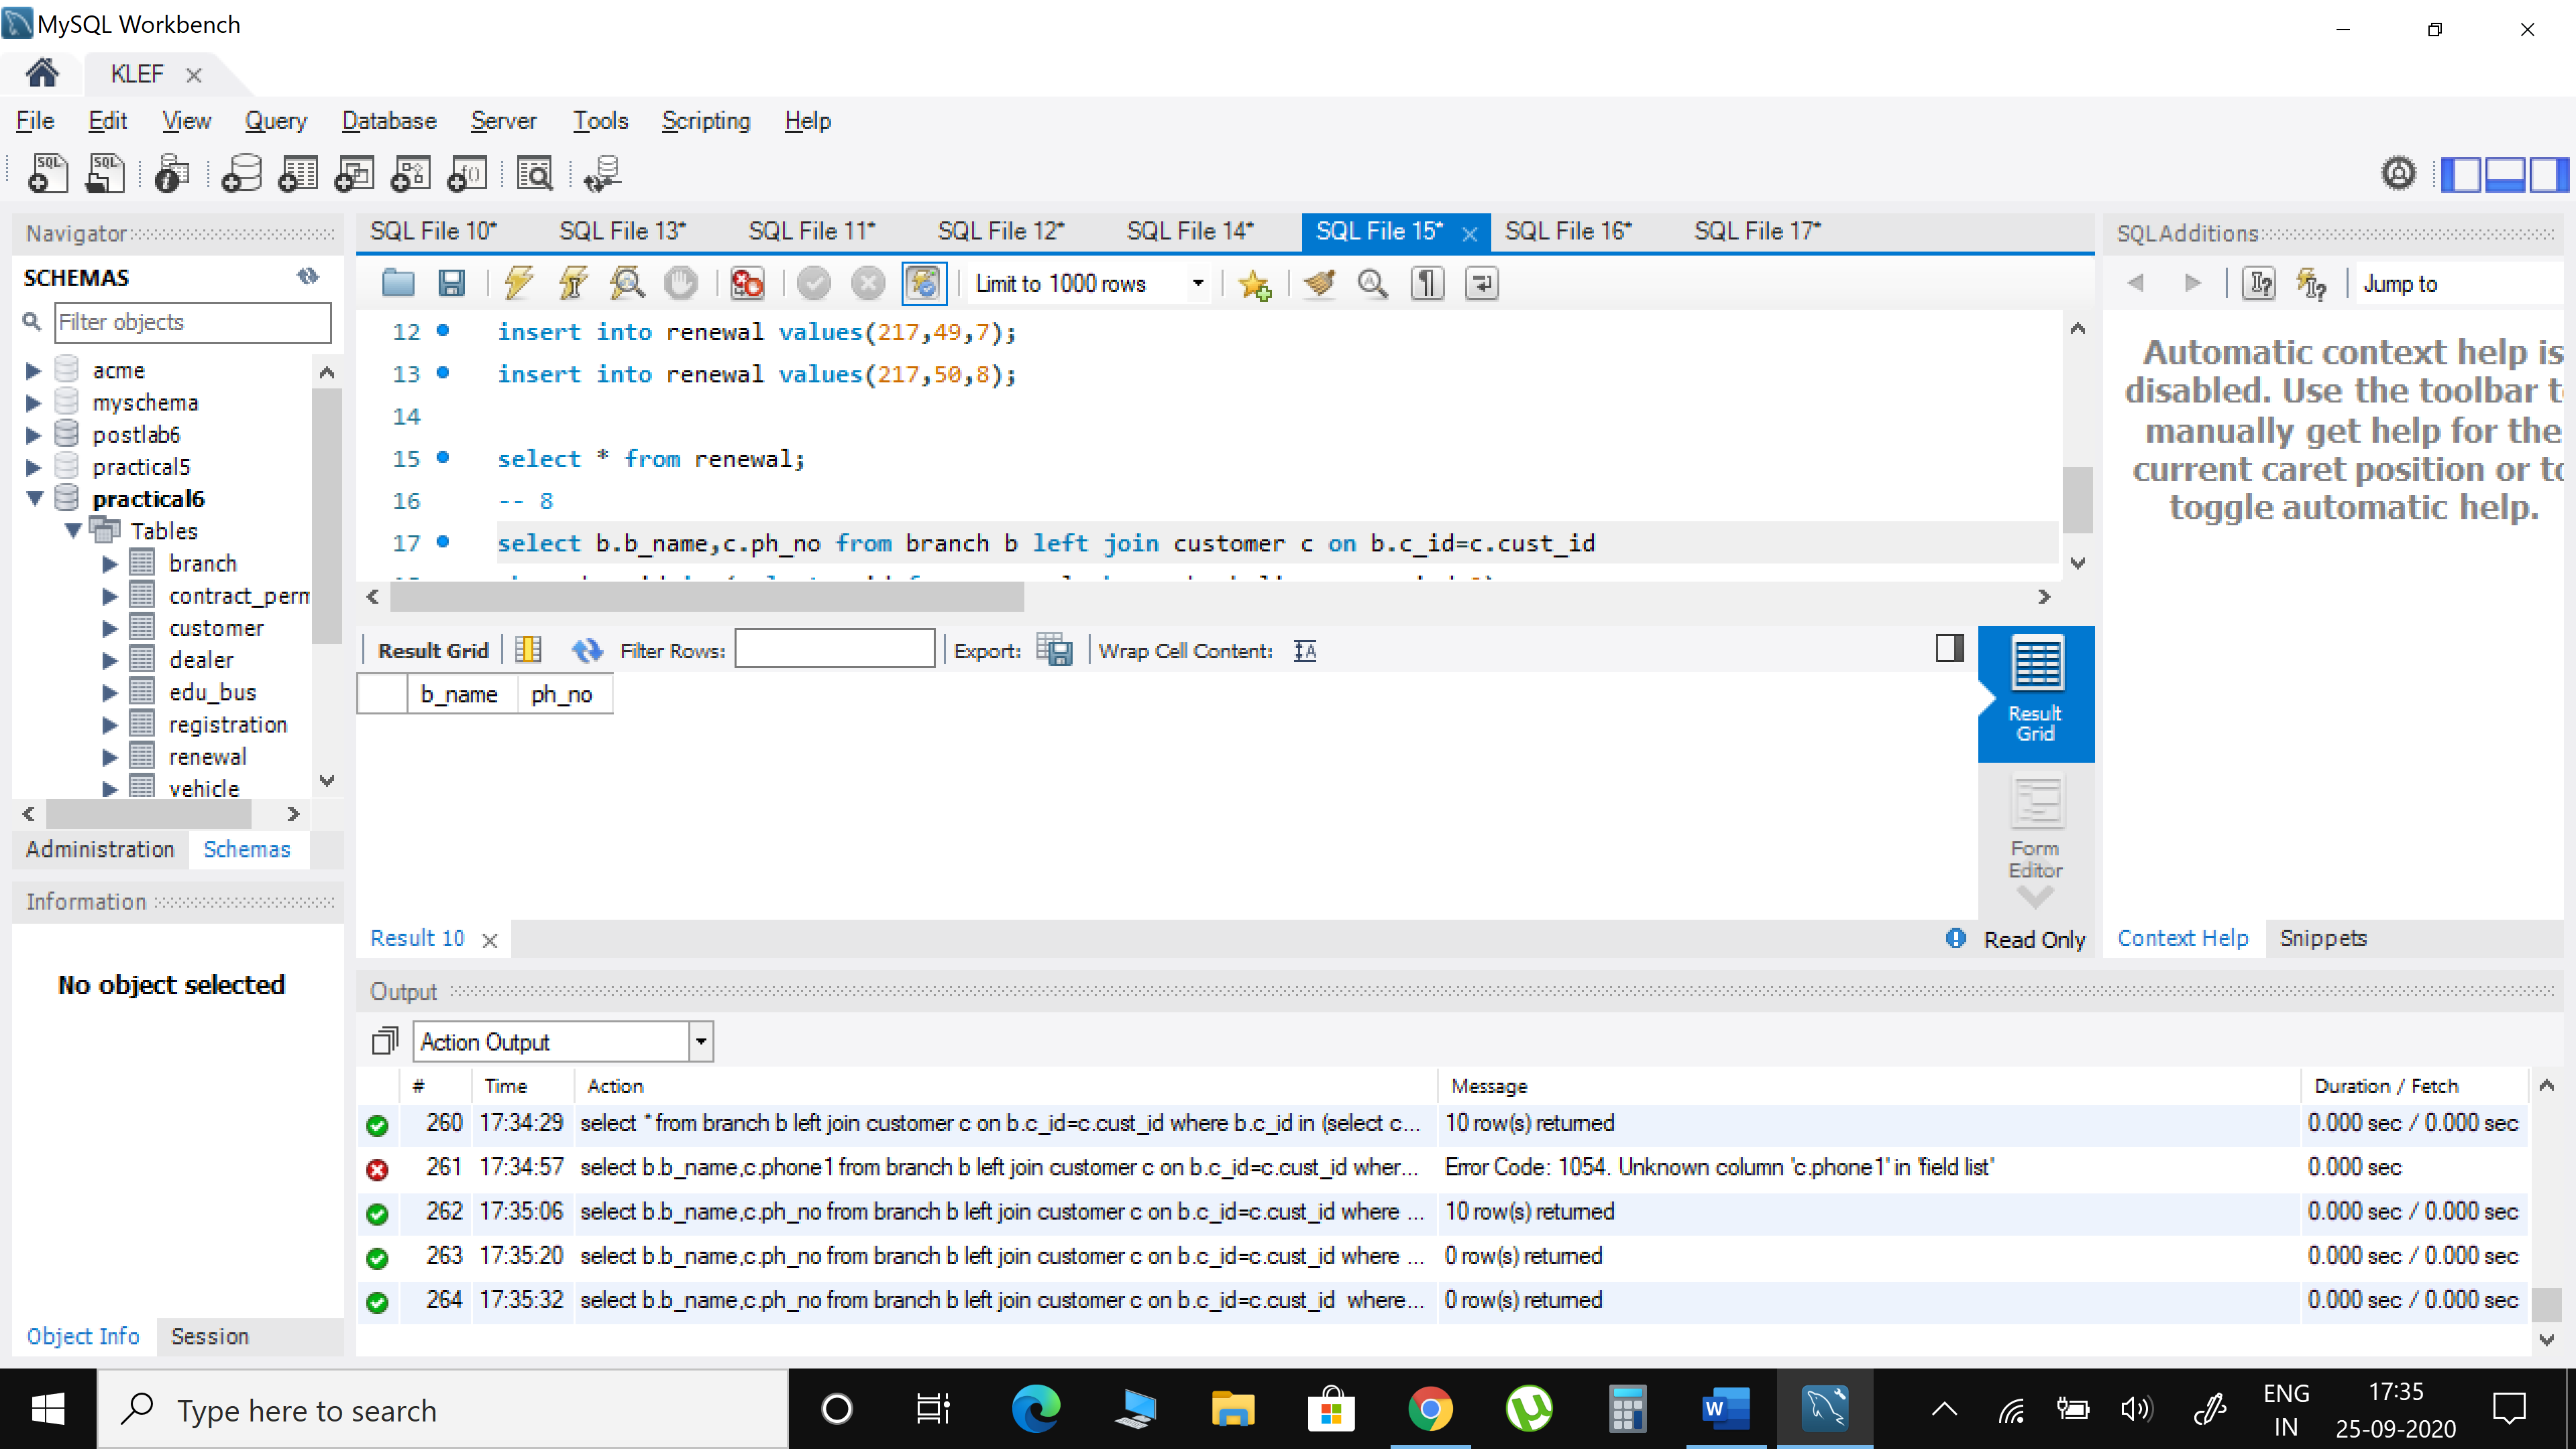 MySQL Workbench
KLEF
File Edit View Query Database Server Tools Scripting Help
Navigator
SCHEMAS
Filter objects
acme
myschema
postlab6
practical5
practical6
Tables
branch
contract_perm
customer
dealer
edu_bus
registration
renewal
vehicle
Administration Schemas
Information
No object selected
Object Info Session
SQL File 10* SQL File 13* SQL File 11* SQL File 12* SQL File 14* SQL File 15* SQL File 16* SQL File 17*
Limit to 1000 rows
12 insert into renewal values(217,49,7);
13 insert into renewal values(217,50,8);
14
15 select * from renewal;
16 -- 8
17 select b.b_name,c.ph_no from branch b left join customer c on b.c_id=c.cust_id
Result Grid Filter Rows: Export: Wrap Cell Content:
b_name ph_no
Result Grid
Form Editor
Result 10 Read Only
SQLAdditions
Jump to
Automatic context help is
disabled. Use the toolbar t
manually get help for the
current caret position or to
toggle automatic help.
Context Help Snippets
Output
Action Output
# Time Action Message Duration / Fetch
260 17:34:29 select * from branch b left join customer c on b.c_id=c.cust_id where b.c_id in (select c... 10 row(s) returned 0.000 sec / 0.000 sec
261 17:34:57 select b.b_name,c.phone1 from branch b left join customer c on b.c_id=c.cust_id wher... Error Code: 1054. Unknown column 'c.phone1' in 'field list' 0.000 sec
262 17:35:06 select b.b_name,c.ph_no from branch b left join customer c on b.c_id=c.cust_id where ... 10 row(s) returned 0.000 sec / 0.000 sec
263 17:35:20 select b.b_name,c.ph_no from branch b left join customer c on b.c_id=c.cust_id where ... 0 row(s) returned 0.000 sec / 0.000 sec
264 17:35:32 select b.b_name,c.ph_no from branch b left join customer c on b.c_id=c.cust_id where... 0 row(s) returned 0.000 sec / 0.000 sec
Type here to search
ENG
IN
17:35
25-09-2020